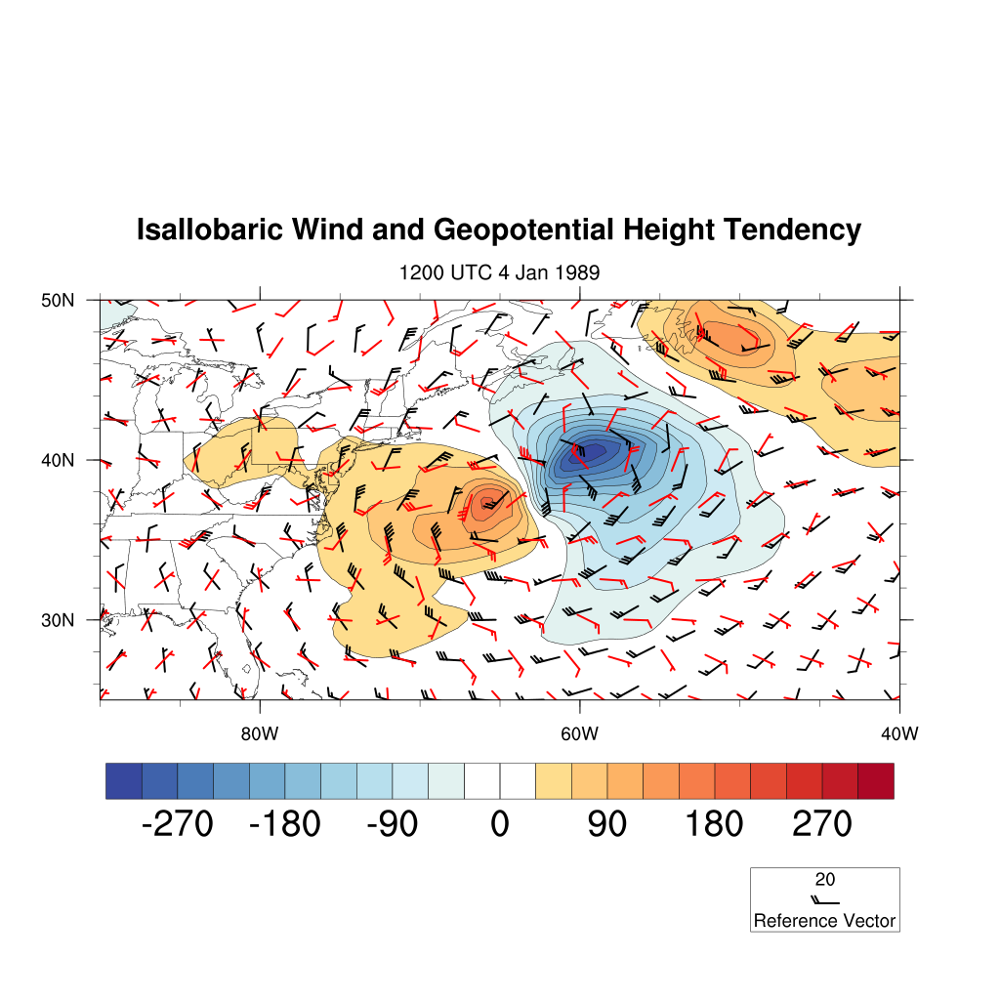 Isallobaric Wind and Geopotential Height Tendency
1200 UTC 4 Jan 1989
50N
40N
30N
80W 60W 40W
-270 -180 -90 0 90 180 270
20
Reference Vector